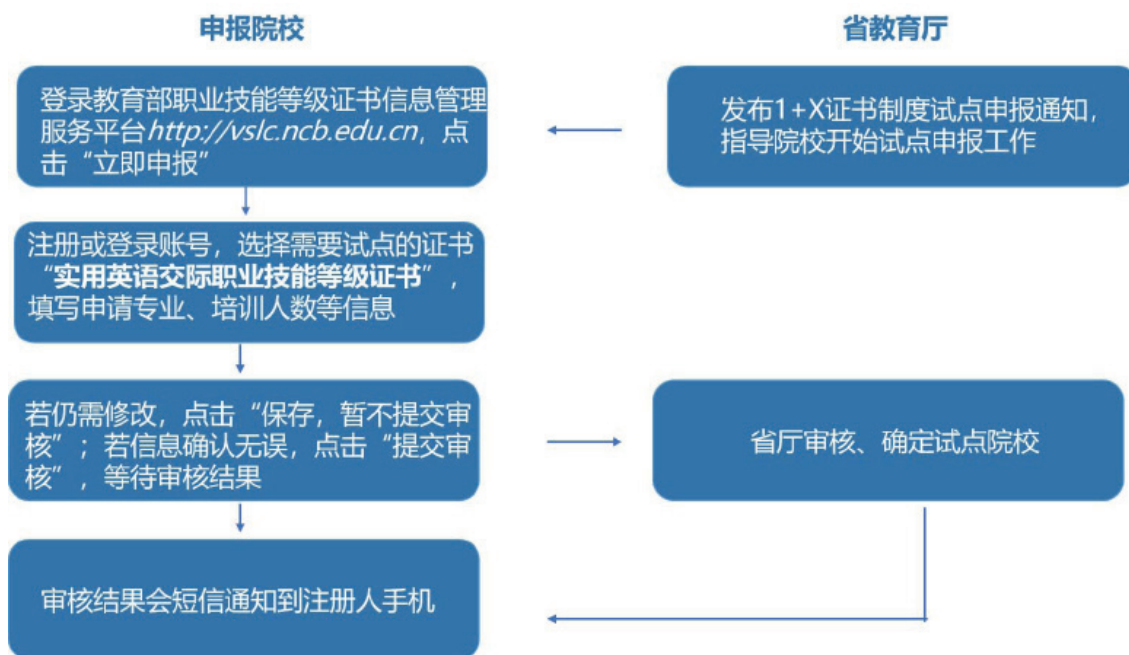 申报院校
省教育厅
登录教育部职业技能等级证书信息管理
服务平台http://vslc.ncb.edu.cn，点
击“立即申报”
发布1+X证书制度试点申报通知，
指导院校开始试点申报工作
注册或登录账号，选择需要试点的证书
“实用英语交际职业技能等级证书”，
填写申请专业、培训人数等信息
若仍需修改，点击“保存，暂不提交审
核”；若信息确认无误，点击“提交审
核”，等待审核结果
省厅审核、确定试点院校
审核结果会短信通知到注册人手机